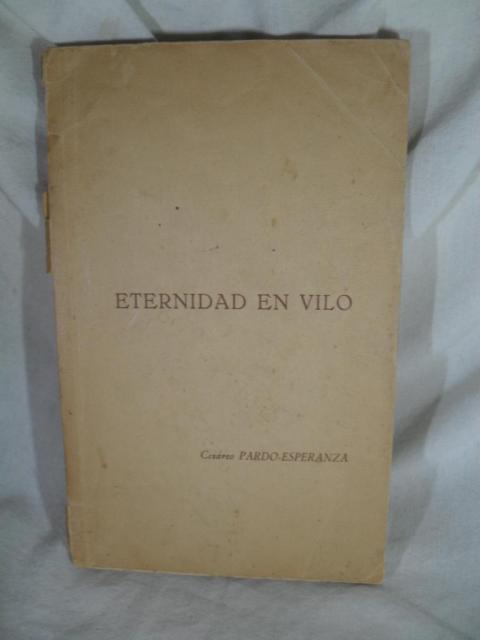 ETERNIDAD EN VILO
Cesáreo PARDO-ESPERANZA